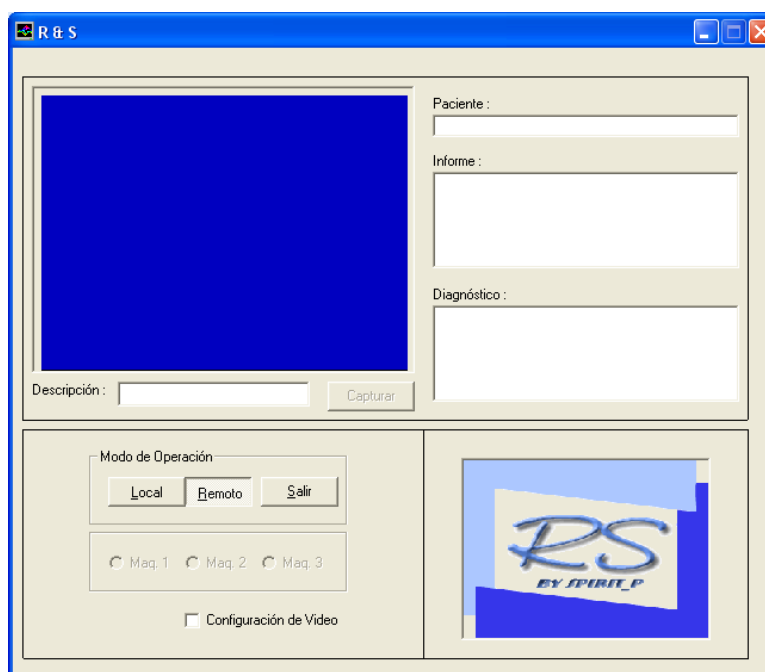 R & S
Paciente :
Informe :
Diagnóstico :
Descripción :
Capturar
Modo de Operación
Local Remoto Salir
Maq. 1 Maq. 2 Maq. 3
Configuración de Video
RS
BY SPIRIT_P